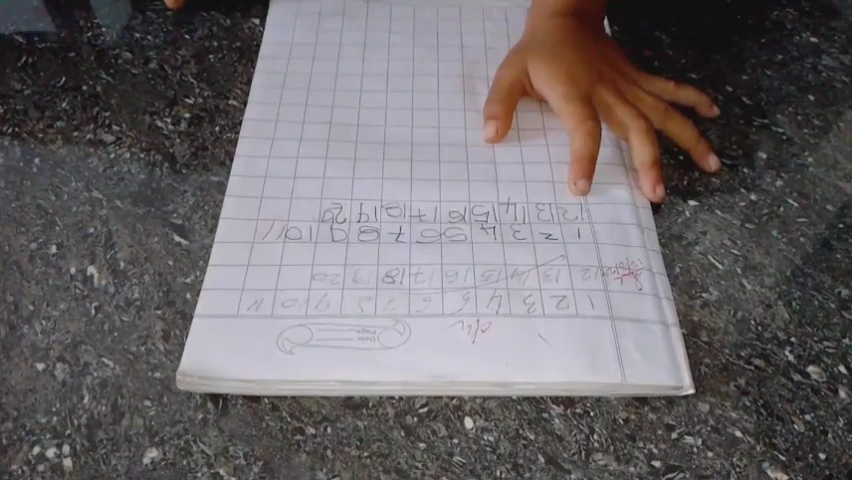 Date
Page
c/w
1 2 3 4 5 6 7 8 9 10 11
12 13 14 15 16 17 18 19 20
1 2 3 4 5 6 7 8 9 10 11
12 13 14 15 16 17 18 19 20